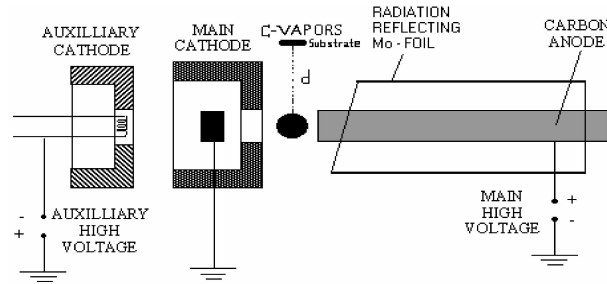 AUXILLIARY
CATHODE
MAIN
CATHODE
C-VAPORS
Substrate
d
RADIATION
REFLECTING
Mo-FOIL
CARBON
ANODE
-
+
AUXILLIARY
HIGH
VOLTAGE
MAIN
HIGH
VOLTAGE
+
-